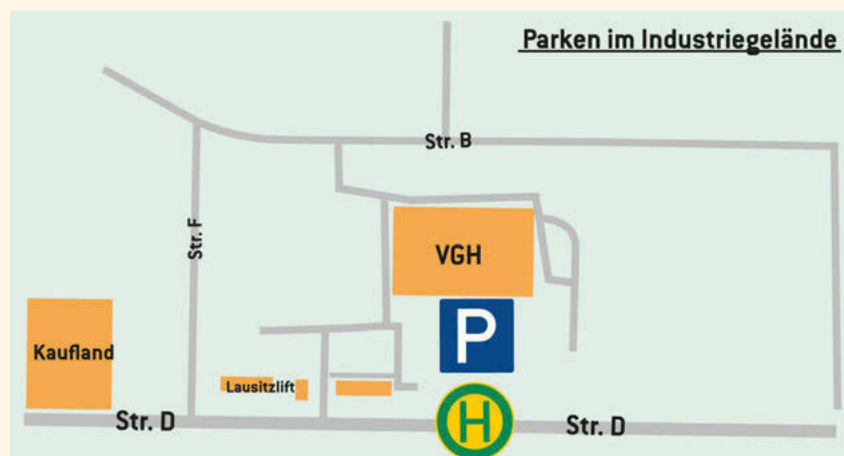 Parken im Industriegelände
Str. B
Str. F
VGH
P
Kaufland
Lausitzlift
Str. D
H
Str. D